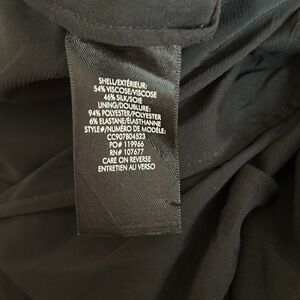 SHELL/EXTÉRIEUR:
54% VISCOSE/VISCOSE
46% SILK/SOIE
LINING/DOUBLURE:
94% POLYESTER/POLYESTER
6% ELASTANE/ÉLASTHANNE
STYLE#/NUMÉRO DE MODÈLE:
CC907B04523
PO# 119966
RN# 107677
CARE ON REVERSE
ENTRETIEN AU VERSO